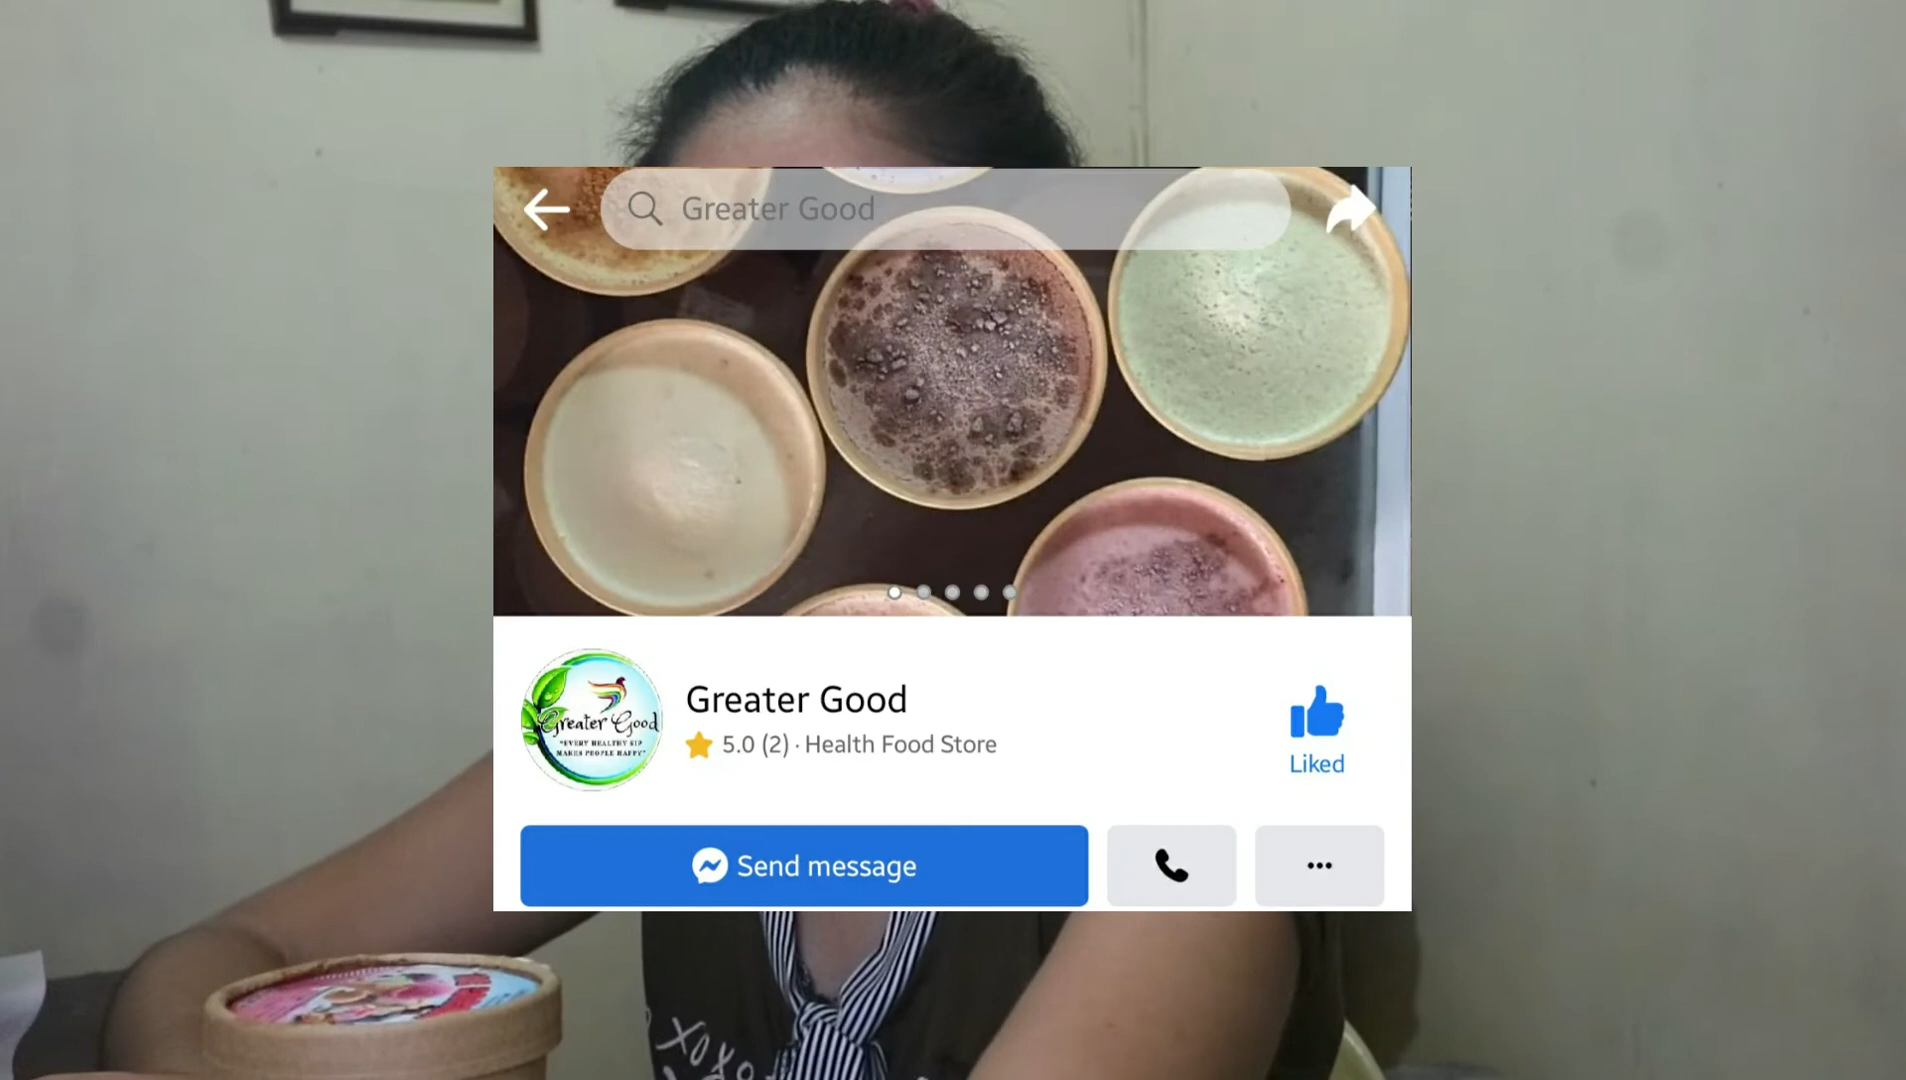 Greater Good
Greater Good
Greater Good
"EVERY HEALTHY SIP
MAKES PEOPLE HAPPY"
5.0 (2) · Health Food Store
Liked
Send message
XOXO